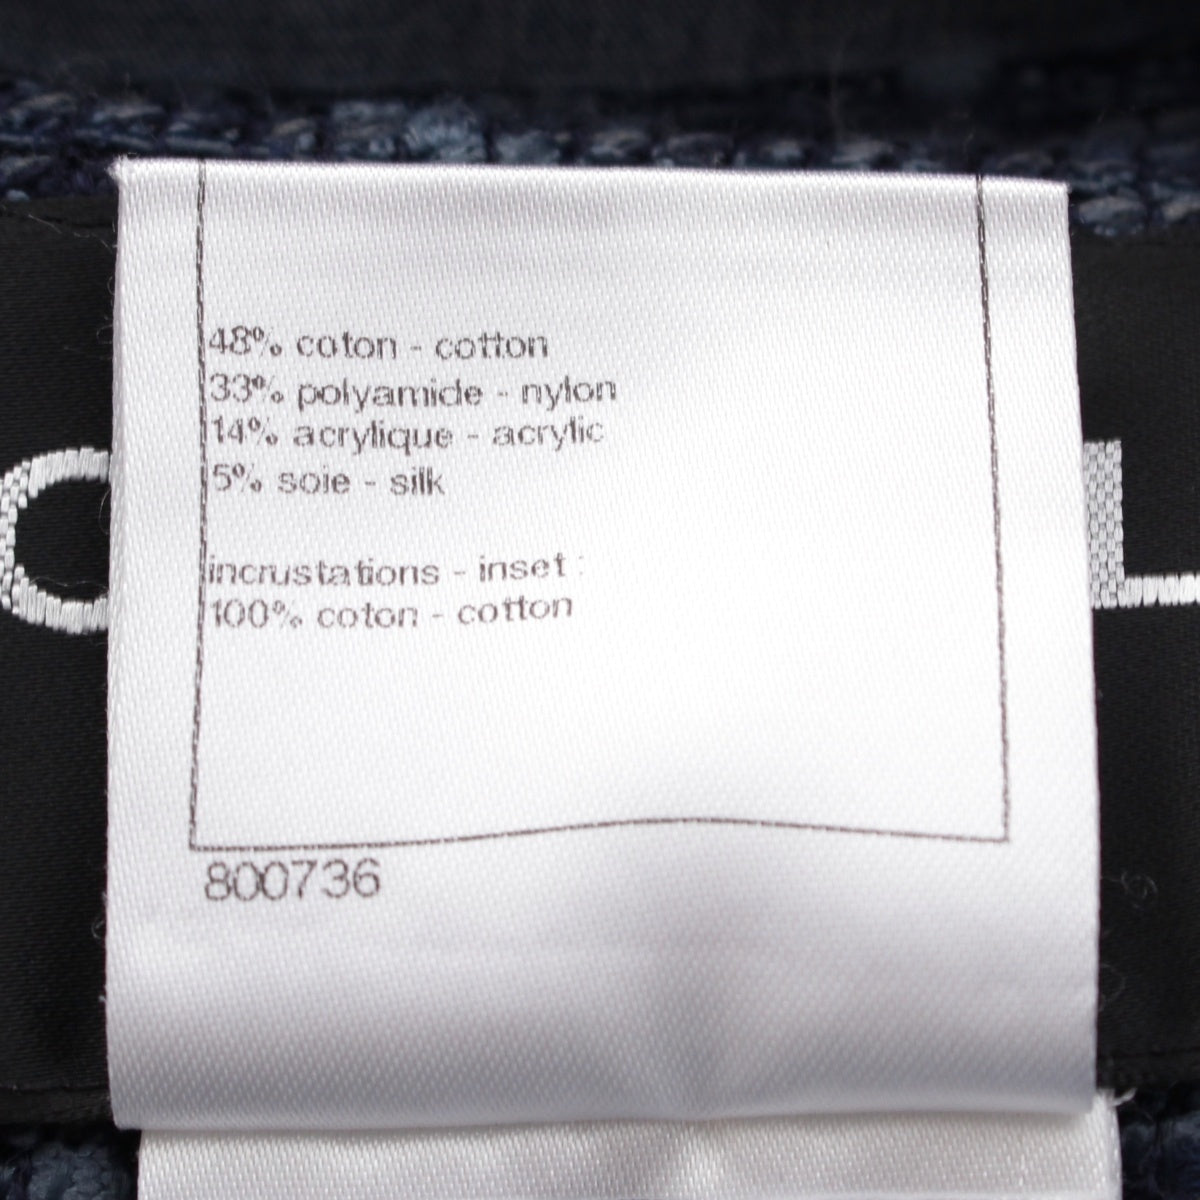 48% coton - cotton
33% polyamide - nylon
14% acrylique - acrylic
5% soie - silk
incrustations - inset :
100% coton - cotton
800736
C L